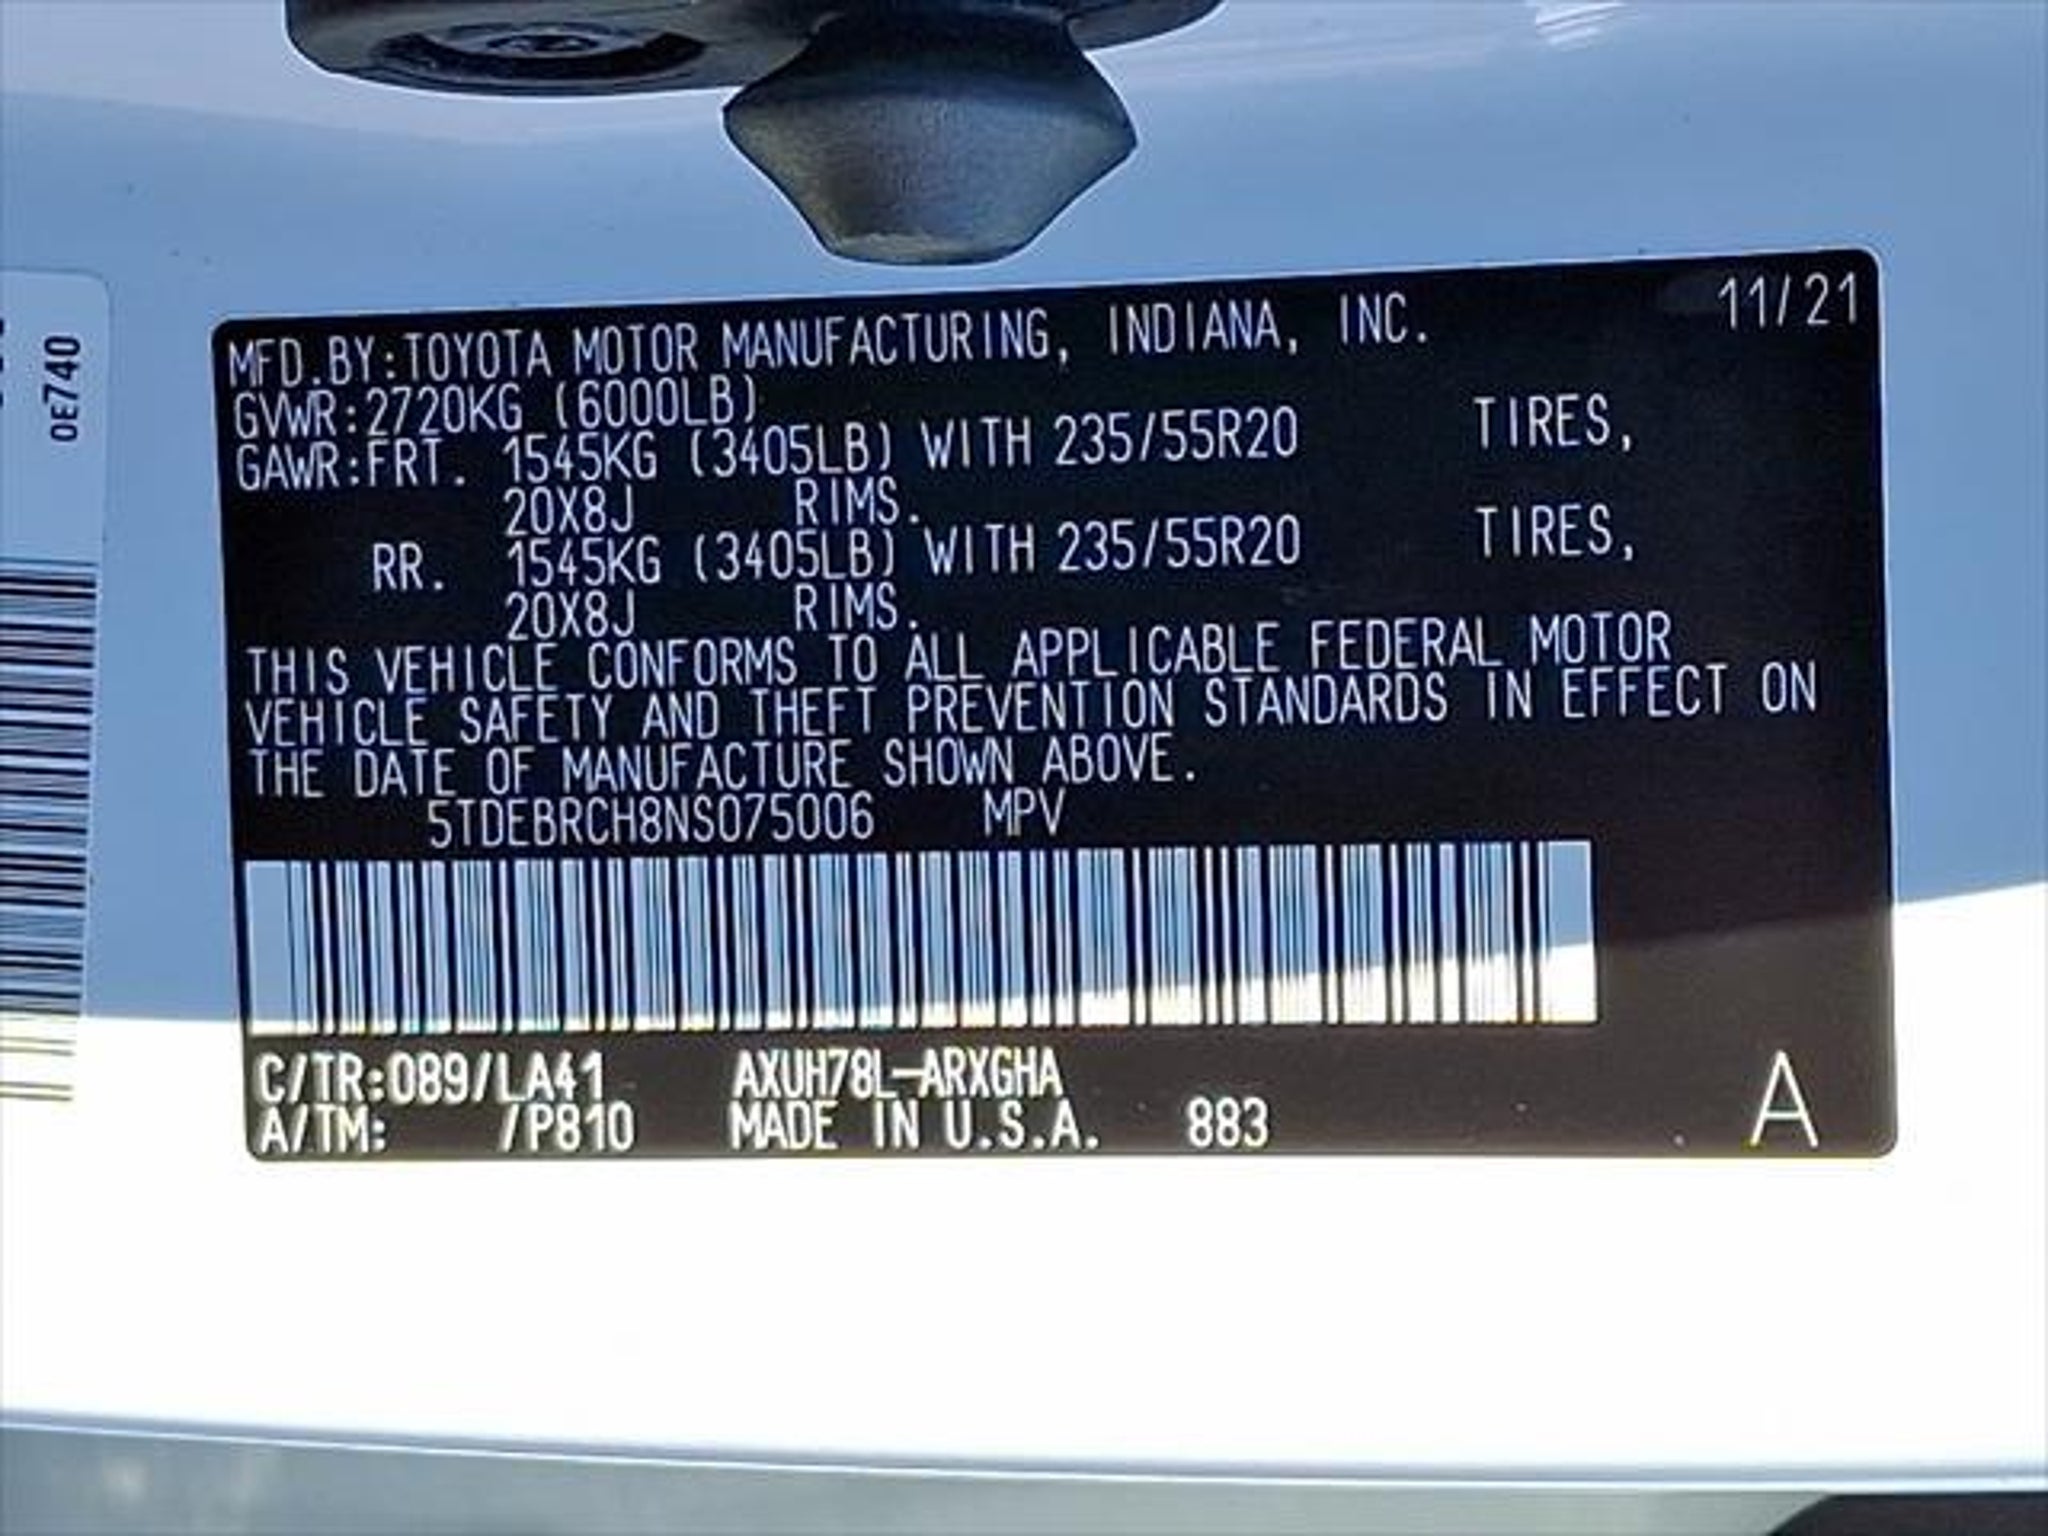 11/21
MFD.BY:TOYOTA MOTOR MANUFACTURING, INDIANA, INC.
GVWR:2720KG (6000LB)
GAWR:FRT. 1545KG (3405LB) WITH 235/55R20 TIRES,
20X8J RIMS.
RR. 1545KG (3405LB) WITH 235/55R20 TIRES,
20X8J RIMS.
THIS VEHICLE CONFORMS TO ALL APPLICABLE FEDERAL MOTOR
VEHICLE SAFETY AND THEFT PREVENTION STANDARDS IN EFFECT ON
THE DATE OF MANUFACTURE SHOWN ABOVE.
5TDEBRCH8NS075006 MPV
C/TR:089/LA41 AXUH78L-ARXGHA
A/TM: /P810 MADE IN U.S.A. 883 A
0E740